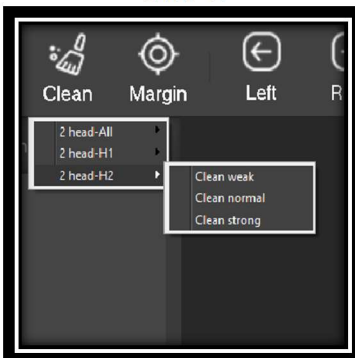 Clean Margin Left R
2 head-All
2 head-H1
2 head-H2
Clean weak
Clean normal
Clean strong